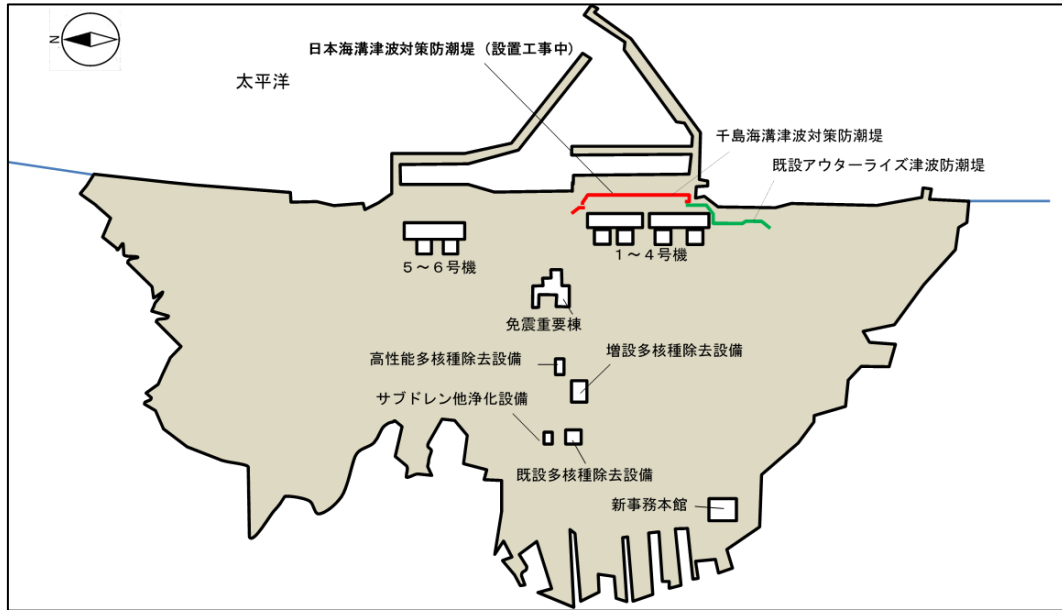 N
日本海溝津波対策防潮堤（設置工事中）
太平洋
千島海溝津波対策防潮堤
既設アウターライズ津波防潮堤
５～６号機
１～４号機
免震重要棟
高性能多核種除去設備
増設多核種除去設備
サブドレン他浄化設備
既設多核種除去設備
新事務本館